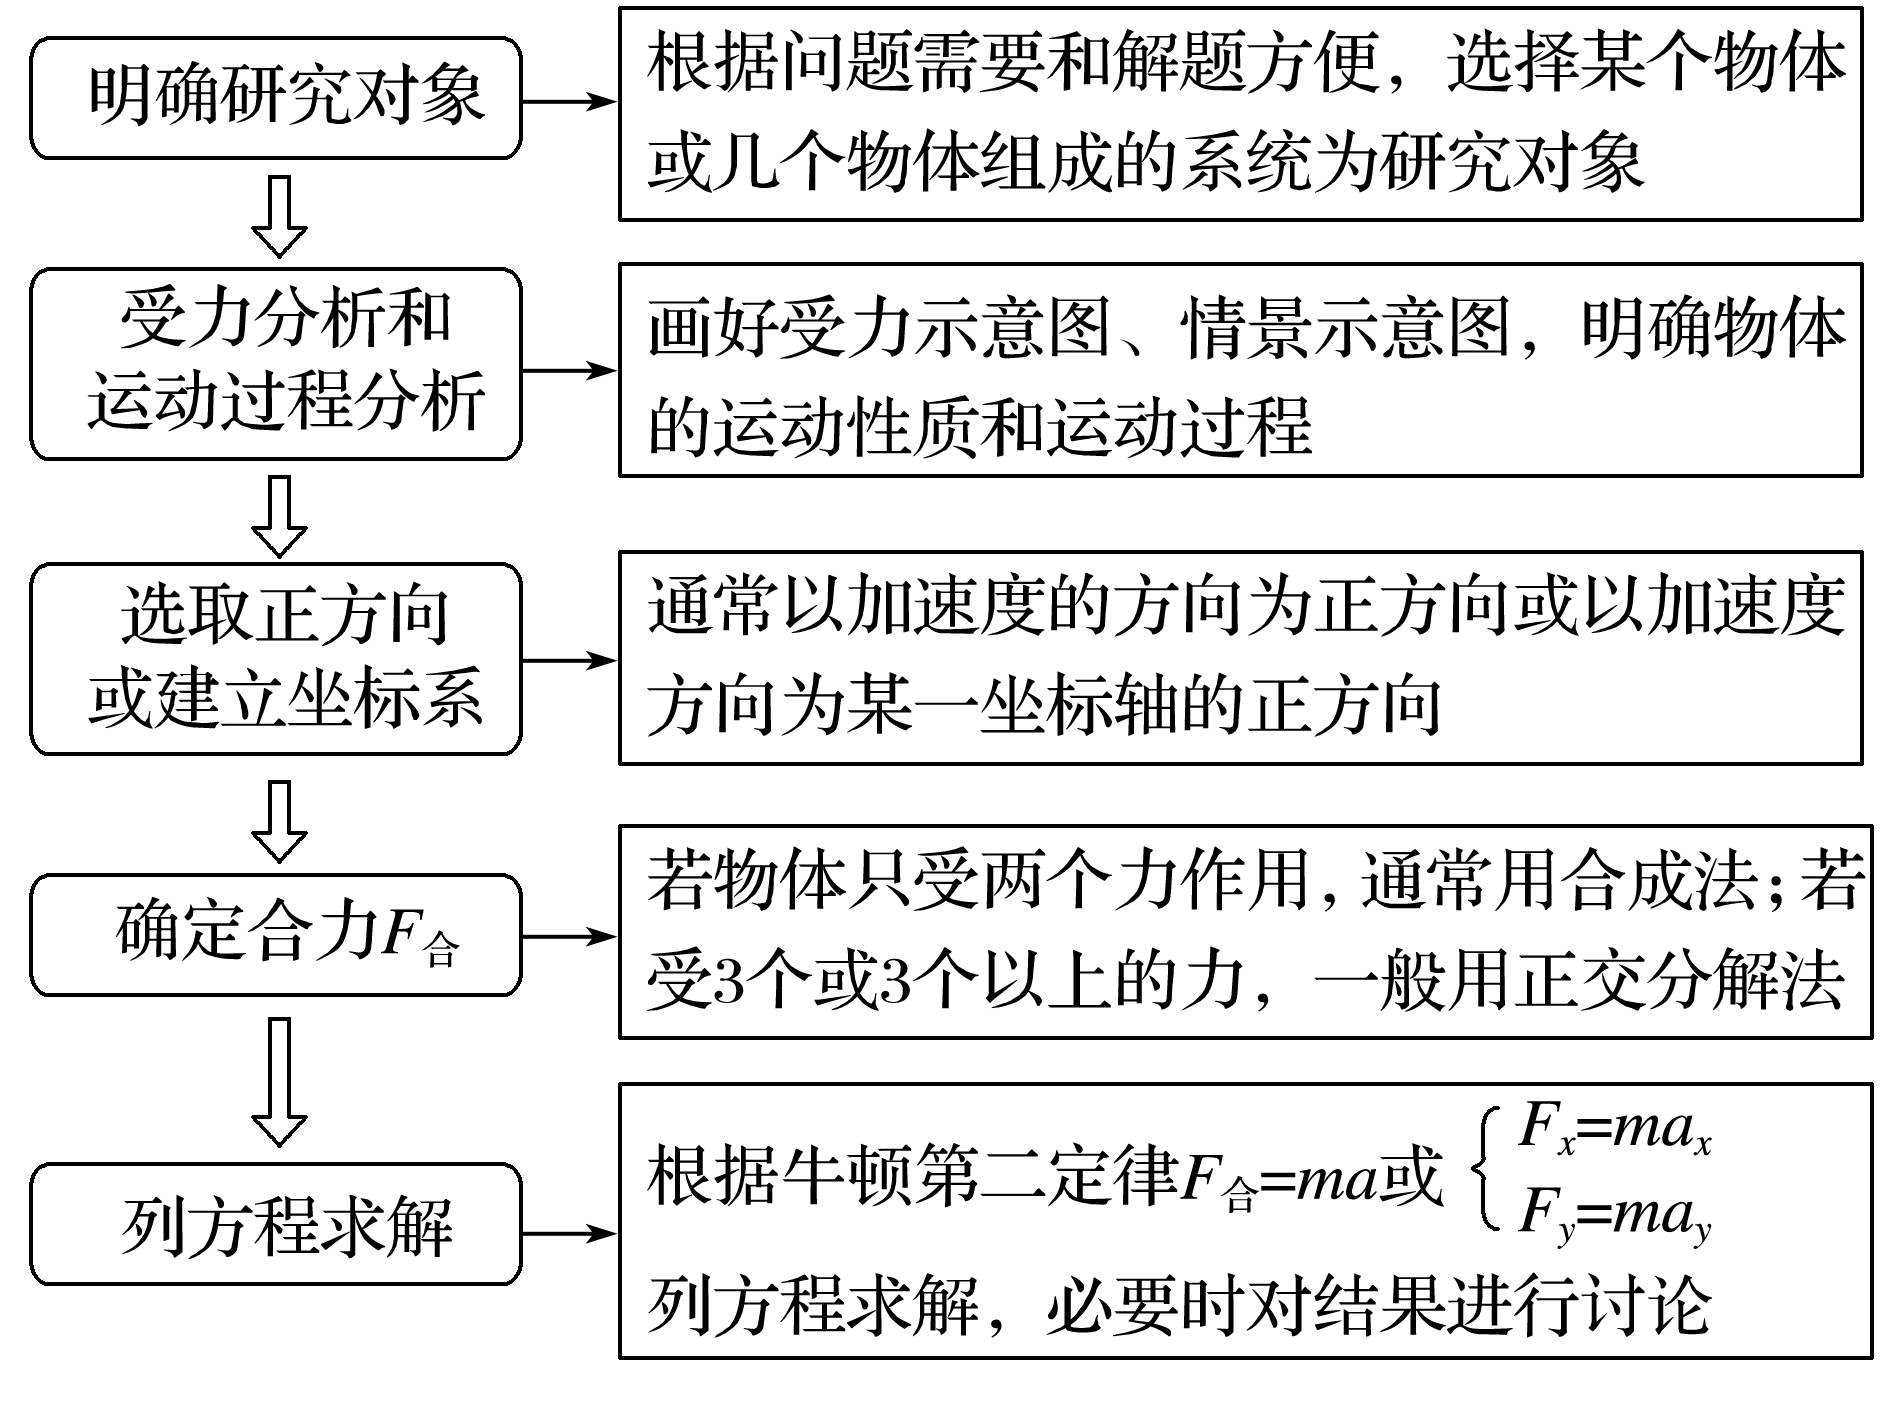 明确研究对象
根据问题需要和解题方便，选择某个物体
或几个物体组成的系统为研究对象
受力分析和
运动过程分析
画好受力示意图、情景示意图，明确物体
的运动性质和运动过程
选取正方向
或建立坐标系
通常以加速度的方向为正方向或以加速度
方向为某一坐标轴的正方向
确定合力F合
若物体只受两个力作用，通常用合成法；若
受3个或3个以上的力，一般用正交分解法
列方程求解
根据牛顿第二定律F合=ma或
Fx=max
Fy=may
列方程求解，必要时对结果进行讨论